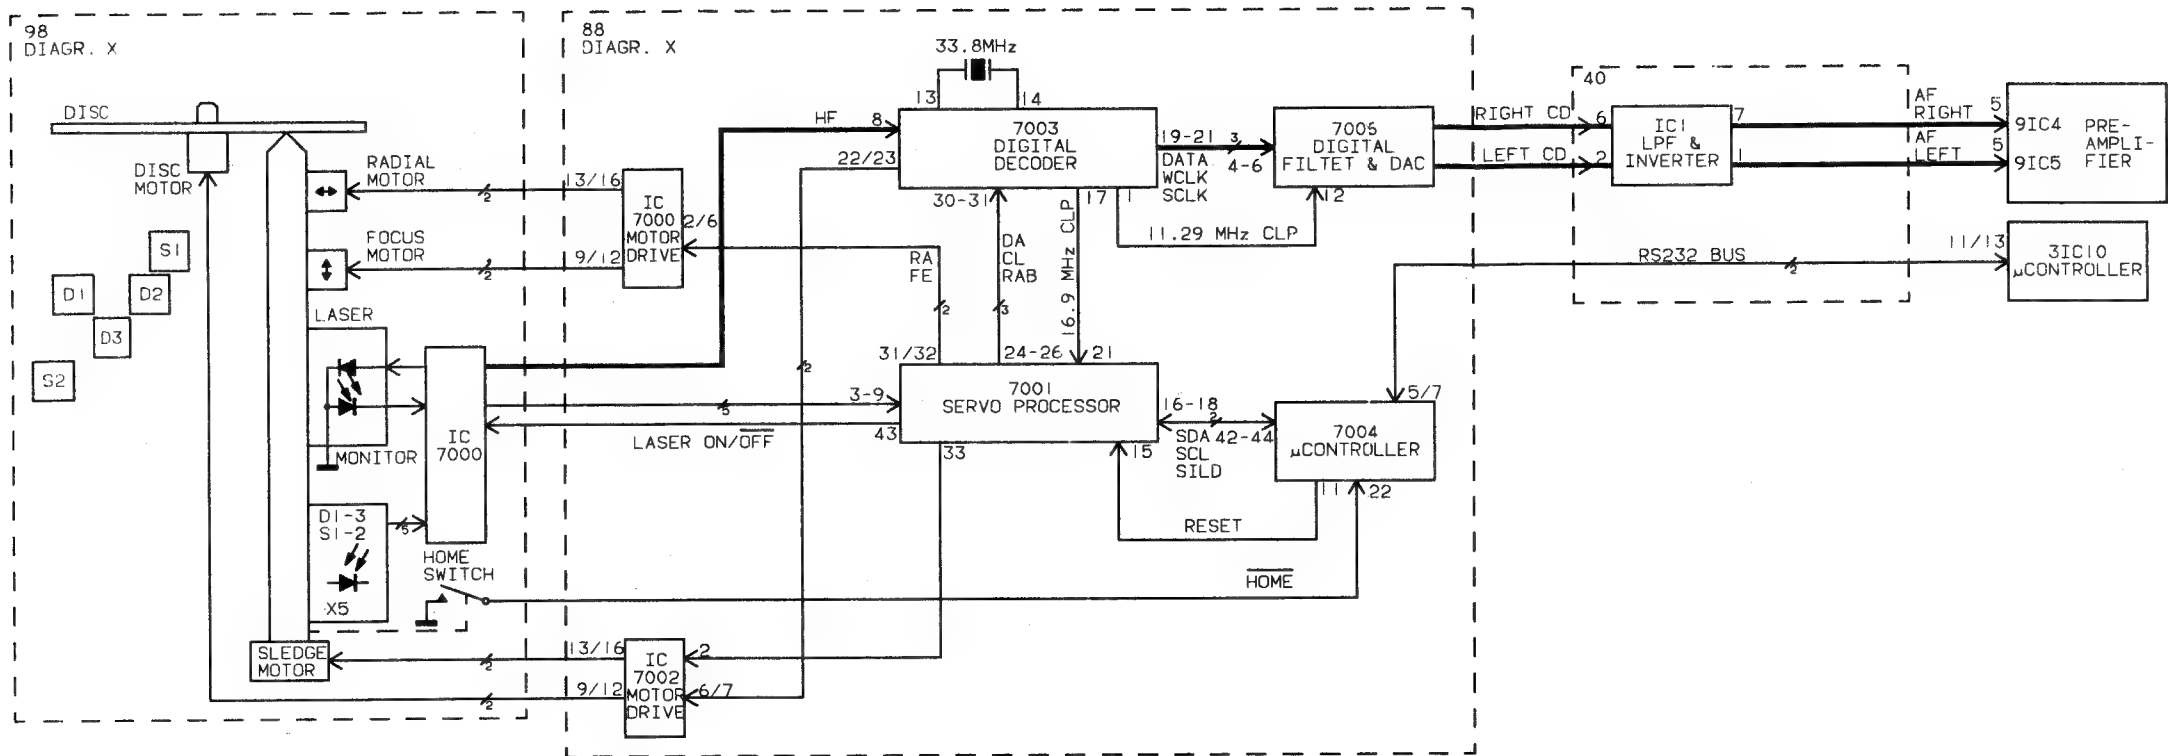 98
DIAGR. X
DISC
DISC
MOTOR
RADIAL
MOTOR
2
FOCUS
MOTOR
2
S1
D1
D2
D3
S2
LASER
MONITOR
IC
7000
D1-3
S1-2
X5
5
HOME
SWITCH
SLEDGE
MOTOR
2
2
88
DIAGR. X
13/16
9/12
IC
7000
MOTOR
DRIVE
2/6
HF
8
22/23
33.8MHz
13
14
7003
DIGITAL
DECODER
19-21
3
4-6
DATA
WCLK
SCLK
30-31
17
1
DA
CL
RAB
3
16.9 MHz CLP
11.29 MHz CLP
12
7005
DIGITAL
FILTET & DAC
RA
FE
2
2
31/32
24-26
21
7001
SERVO PROCESSOR
3-9
5
43
LASER ON/OFF
33
15
16-18
2
SDA
SCL
SILD
42-44
7004
µCONTROLLER
5/7
11
22
RESET
HOME
13/16
9/12
IC
7002
MOTOR
DRIVE
2
6/7
RIGHT CD
LEFT CD
40
6
2
IC1
LPF &
INVERTER
7
1
AF
RIGHT
AF
LEFT
5
5
9IC4
9IC5
PRE-
AMPLI-
FIER
RS232 BUS
2
11/13
3IC10
µCONTROLLER